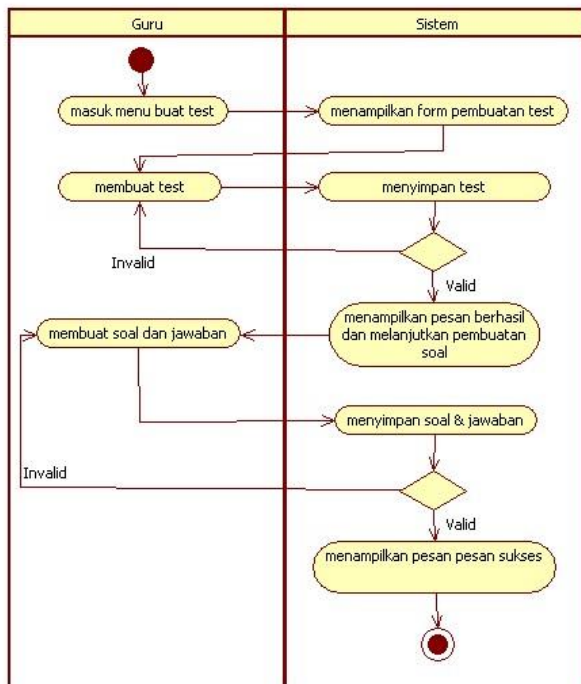 Guru
Sistem
masuk menu buat test
menampilkan form pembuatan test
membuat test
menyimpan test
Invalid
Valid
menampilkan pesan berhasil
dan melanjutkan pembuatan
soal
membuat soal dan jawaban
menyimpan soal & jawaban
Invalid
Valid
menampilkan pesan pesan sukses